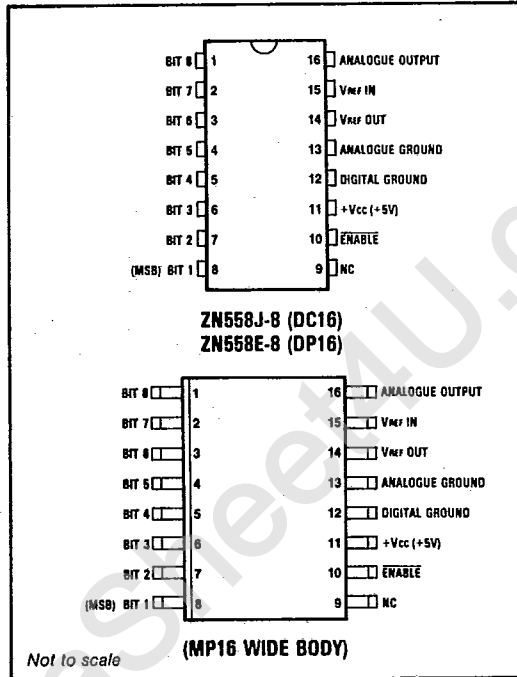 BIT 8 1 16 ANALOGUE OUTPUT
BIT 7 2 15 VREF IN
BIT 6 3 14 VREF OUT
BIT 5 4 13 ANALOGUE GROUND
BIT 4 5 12 DIGITAL GROUND
BIT 3 6 11 +Vcc (+5V)
BIT 2 7 10 ENABLE
(MSB) BIT 1 8 9 NC
ZN558J-8 (DC16)
ZN558E-8 (DP16)
BIT 8 1 16 ANALOGUE OUTPUT
BIT 7 2 15 VREF IN
BIT 6 3 14 VREF OUT
BIT 5 4 13 ANALOGUE GROUND
BIT 4 5 12 DIGITAL GROUND
BIT 3 6 11 +Vcc (+5V)
BIT 2 7 10 ENABLE
(MSB) BIT 1 8 9 NC
Not to scale
(MP16 WIDE BODY)
asheet4U.c